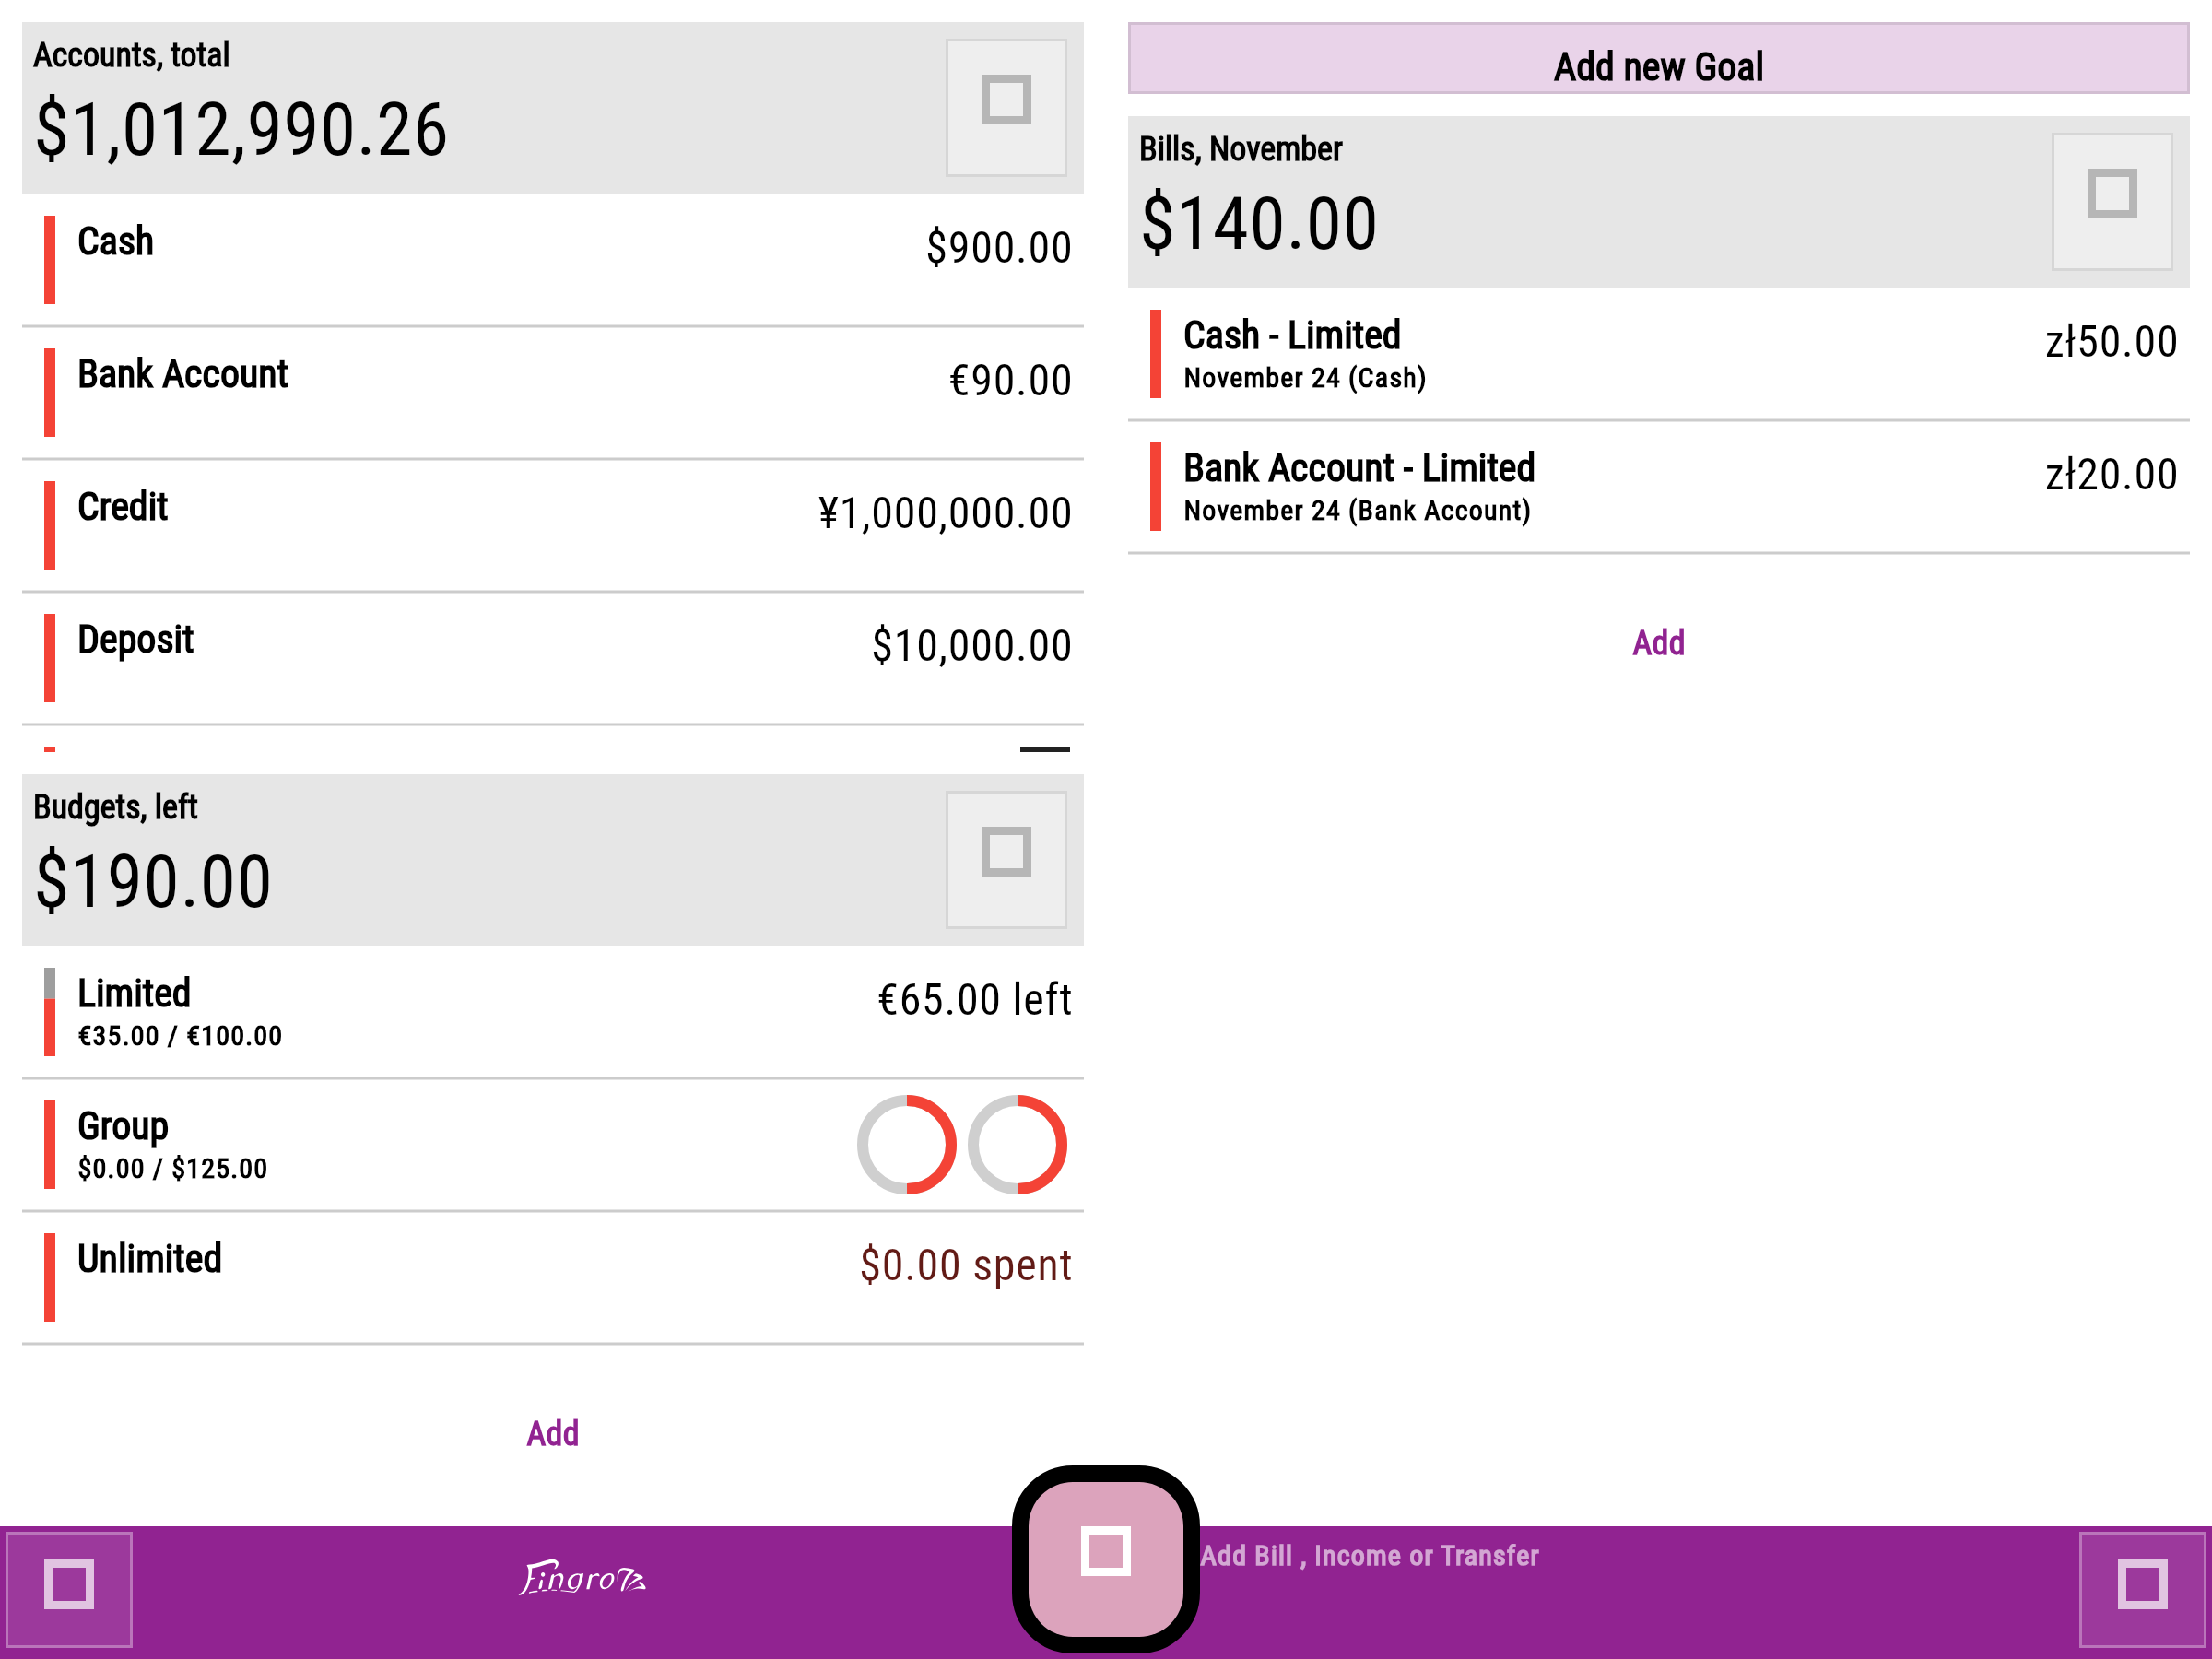 Accounts, total
$1,012,990.26
Cash
$900.00
Bank Account
€90.00
Credit
¥1,000,000.00
Deposit
$10,000.00
Budgets, left
$190.00
Limited
€65.00 left
€35.00 / €100.00
Group
$0.00 / $125.00
Unlimited
$0.00 spent
Add
Add new Goal
Bills, November
$140.00
Cash - Limited
zł50.00
November 24 (Cash)
Bank Account - Limited
zł20.00
November 24 (Bank Account)
Add
Fingro
Add Bill , Income or Transfer